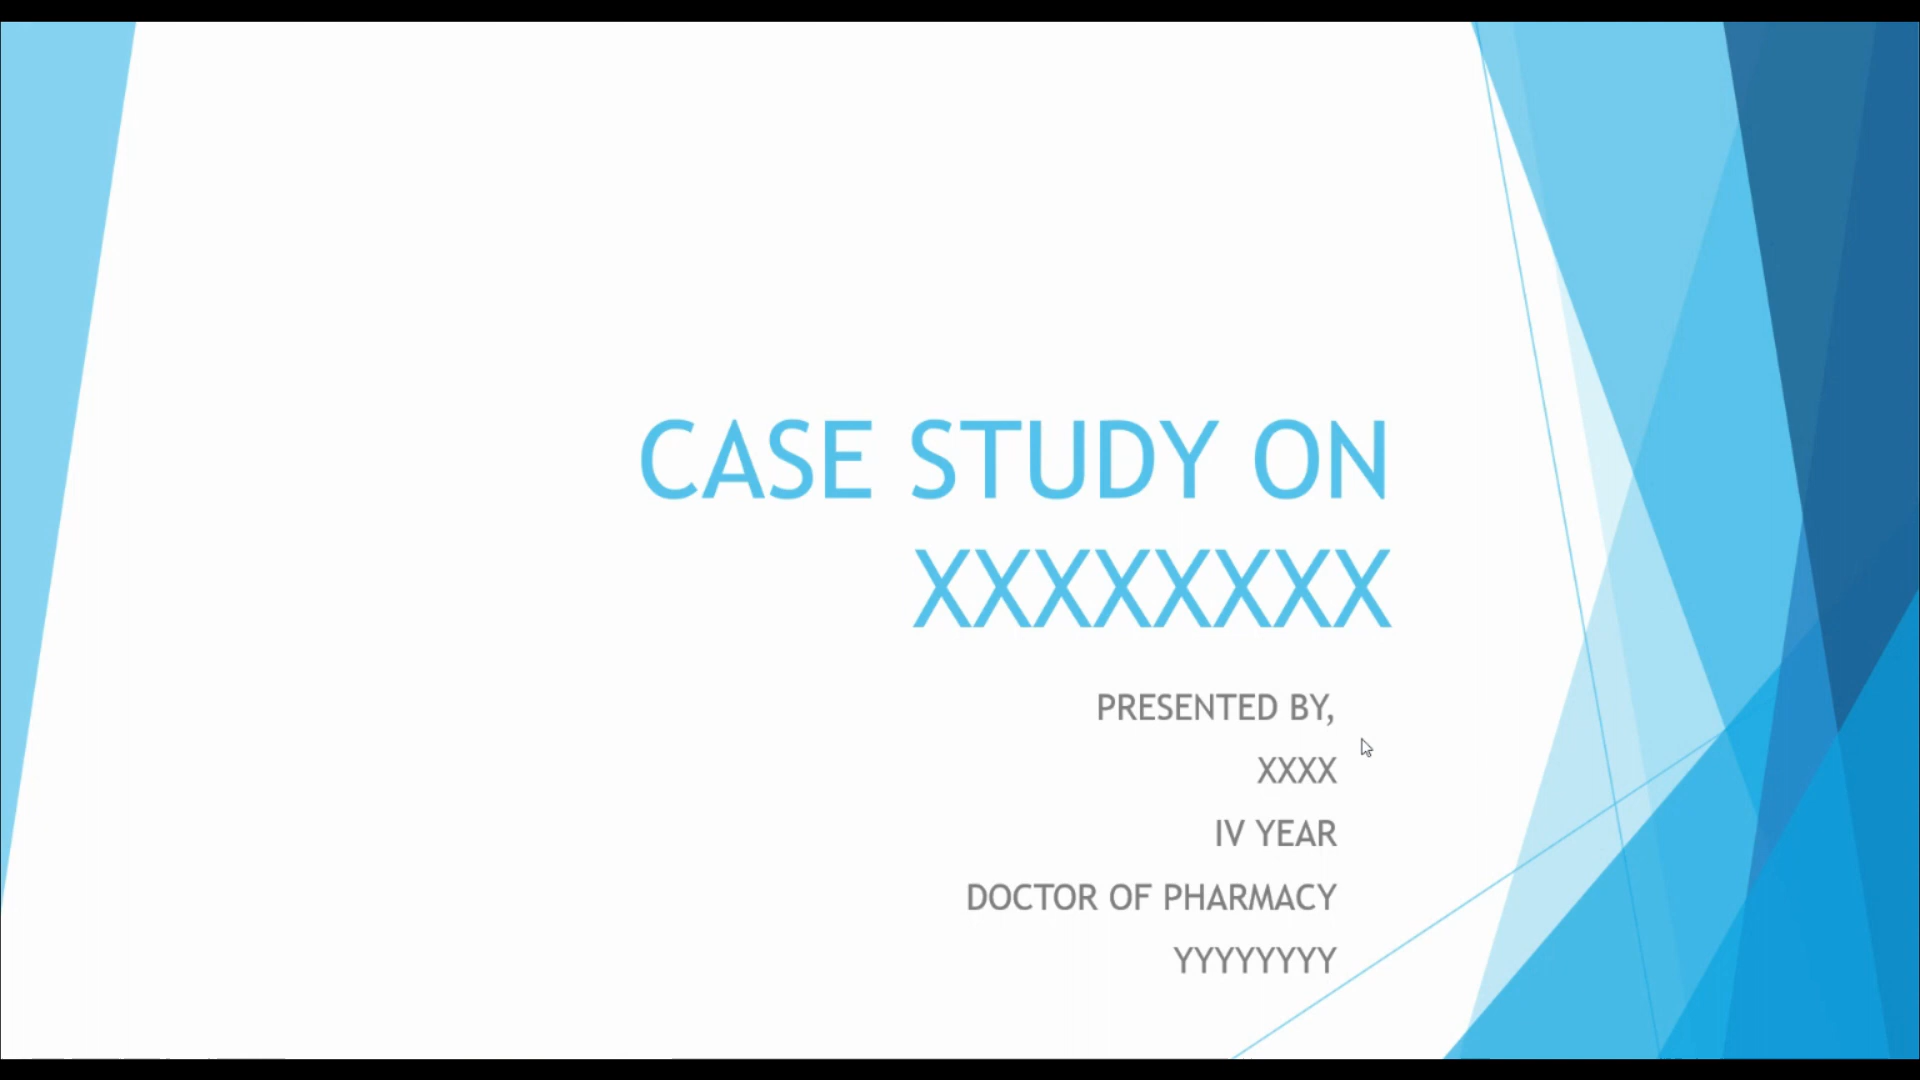 CASE STUDY ON
XXXXXXXX
PRESENTED BY,
XXXX
IV YEAR
DOCTOR OF PHARMACY
YYYYYYYY